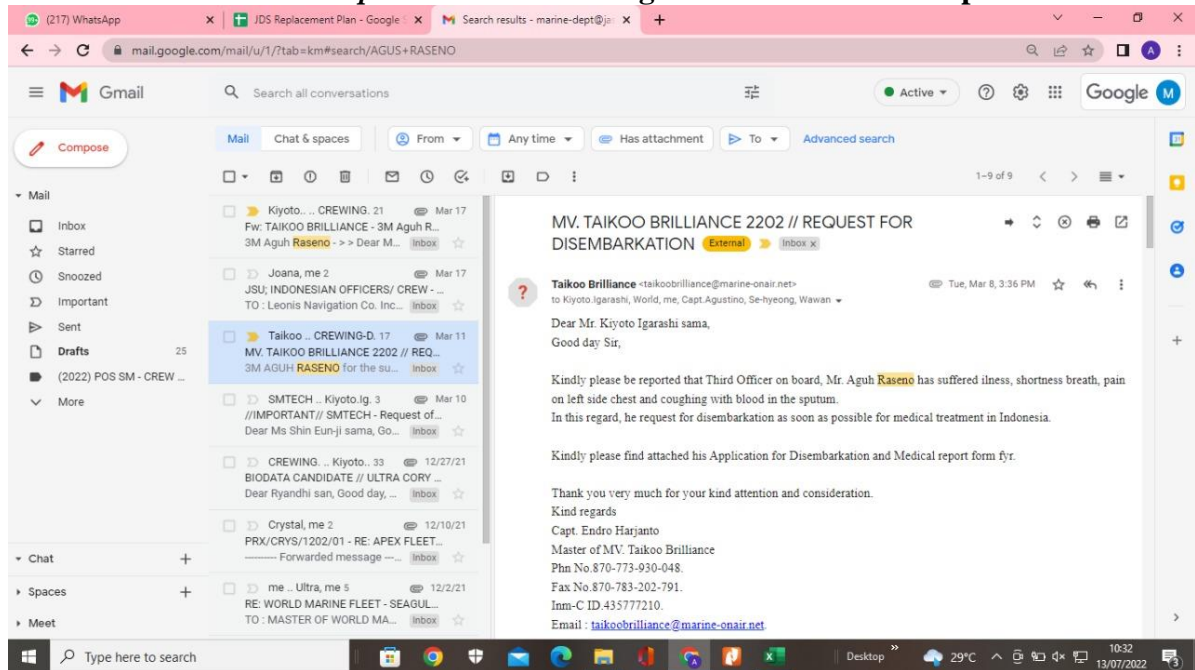 (217) WhatsApp
JDS Replacement Plan - Google S
Search results - marine-dept@ja
mail.google.com/mail/u/1/?tab=km#search/AGUS+RASENO
A
Gmail
Search all conversations
Active
Google
M
Compose
Mail
Chat & spaces
From
Any time
Has attachment
To
Advanced search
1–9 of 9
Mail
Inbox
Starred
Snoozed
Important
Sent
Drafts 25
(2022) POS SM - CREW ...
More
Chat
Spaces
Meet
Kiyoto.. .. CREWING. 21 Mar 17
Fw: TAIKOO BRILLIANCE - 3M Aguh R...
3M Aguh Raseno - > > Dear M... Inbox
Joana, me 2 Mar 17
JSU; INDONESIAN OFFICERS/ CREW - ...
TO : Leonis Navigation Co. Inc... Inbox
Taikoo .. CREWING-D. 17 Mar 11
MV. TAIKOO BRILLIANCE 2202 // REQ...
3M AGUH RASENO for the su... Inbox
SMTECH .. Kiyoto.Ig. 3 Mar 10
//IMPORTANT// SMTECH - Request of...
Dear Ms Shin Eun-ji sama, Go... Inbox
CREWING. .. Kiyoto.. 33 12/27/21
BIODATA CANDIDATE // ULTRA CORY ...
Dear Ryandhi san, Good day, ... Inbox
Crystal, me 2 12/10/21
PRX/CRYS/1202/01 - RE: APEX FLEET...
---------- Forwarded message ---... Inbox
me .. Ultra, me 5 12/2/21
RE: WORLD MARINE FLEET - SEAGUL...
TO : MASTER OF WORLD MA... Inbox
MV. TAIKOO BRILLIANCE 2202 // REQUEST FOR
DISEMBARKATION External Inbox x
?
Taikoo Brilliance <taikoobrilliance@marine-onair.net> Tue, Mar 8, 3:36 PM
to Kiyoto.Igarashi, World, me, Capt.Agustino, Se-hyeong, Wawan
Dear Mr. Kiyoto Igarashi sama,
Good day Sir,
Kindly please be reported that Third Officer on board, Mr. Aguh Raseno has suffered ilness, shortness breath, pain
on left side chest and coughing with blood in the sputum.
In this regard, he request for disembarkation as soon as possible for medical treatment in Indonesia.
Kindly please find attached his Application for Disembarkation and Medical report form fyr.
Thank you very much for your kind attention and consideration.
Kind regards
Capt. Endro Harjanto
Master of MV. Taikoo Brilliance
Phn No.870-773-930-048.
Fax No.870-783-202-791.
Inm-C ID.435777210.
Email : taikoobrilliance@marine-onair.net.
Type here to search
Desktop
29°C
10:32
13/07/2022